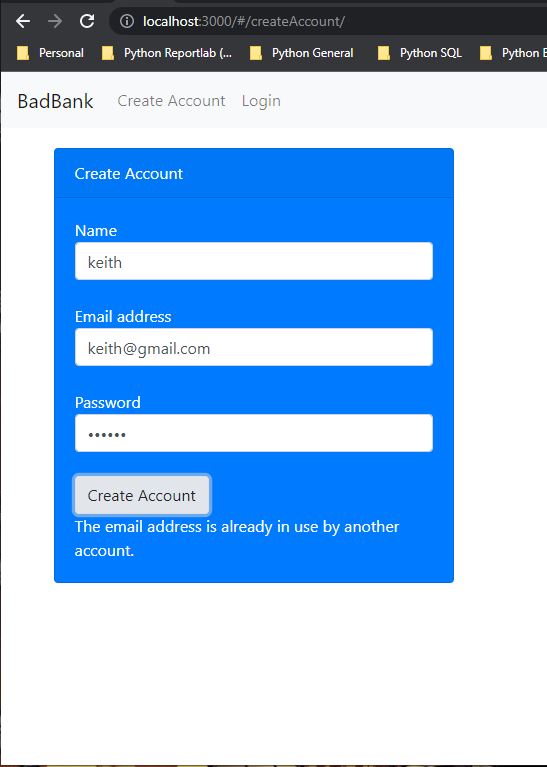 localhost:3000/#/createAccount/
Personal Python Reportlab (... Python General Python SQL Python E
BadBank Create Account Login
Create Account
Name
keith
Email address
keith@gmail.com
Password
••••••
Create Account
The email address is already in use by another
account.